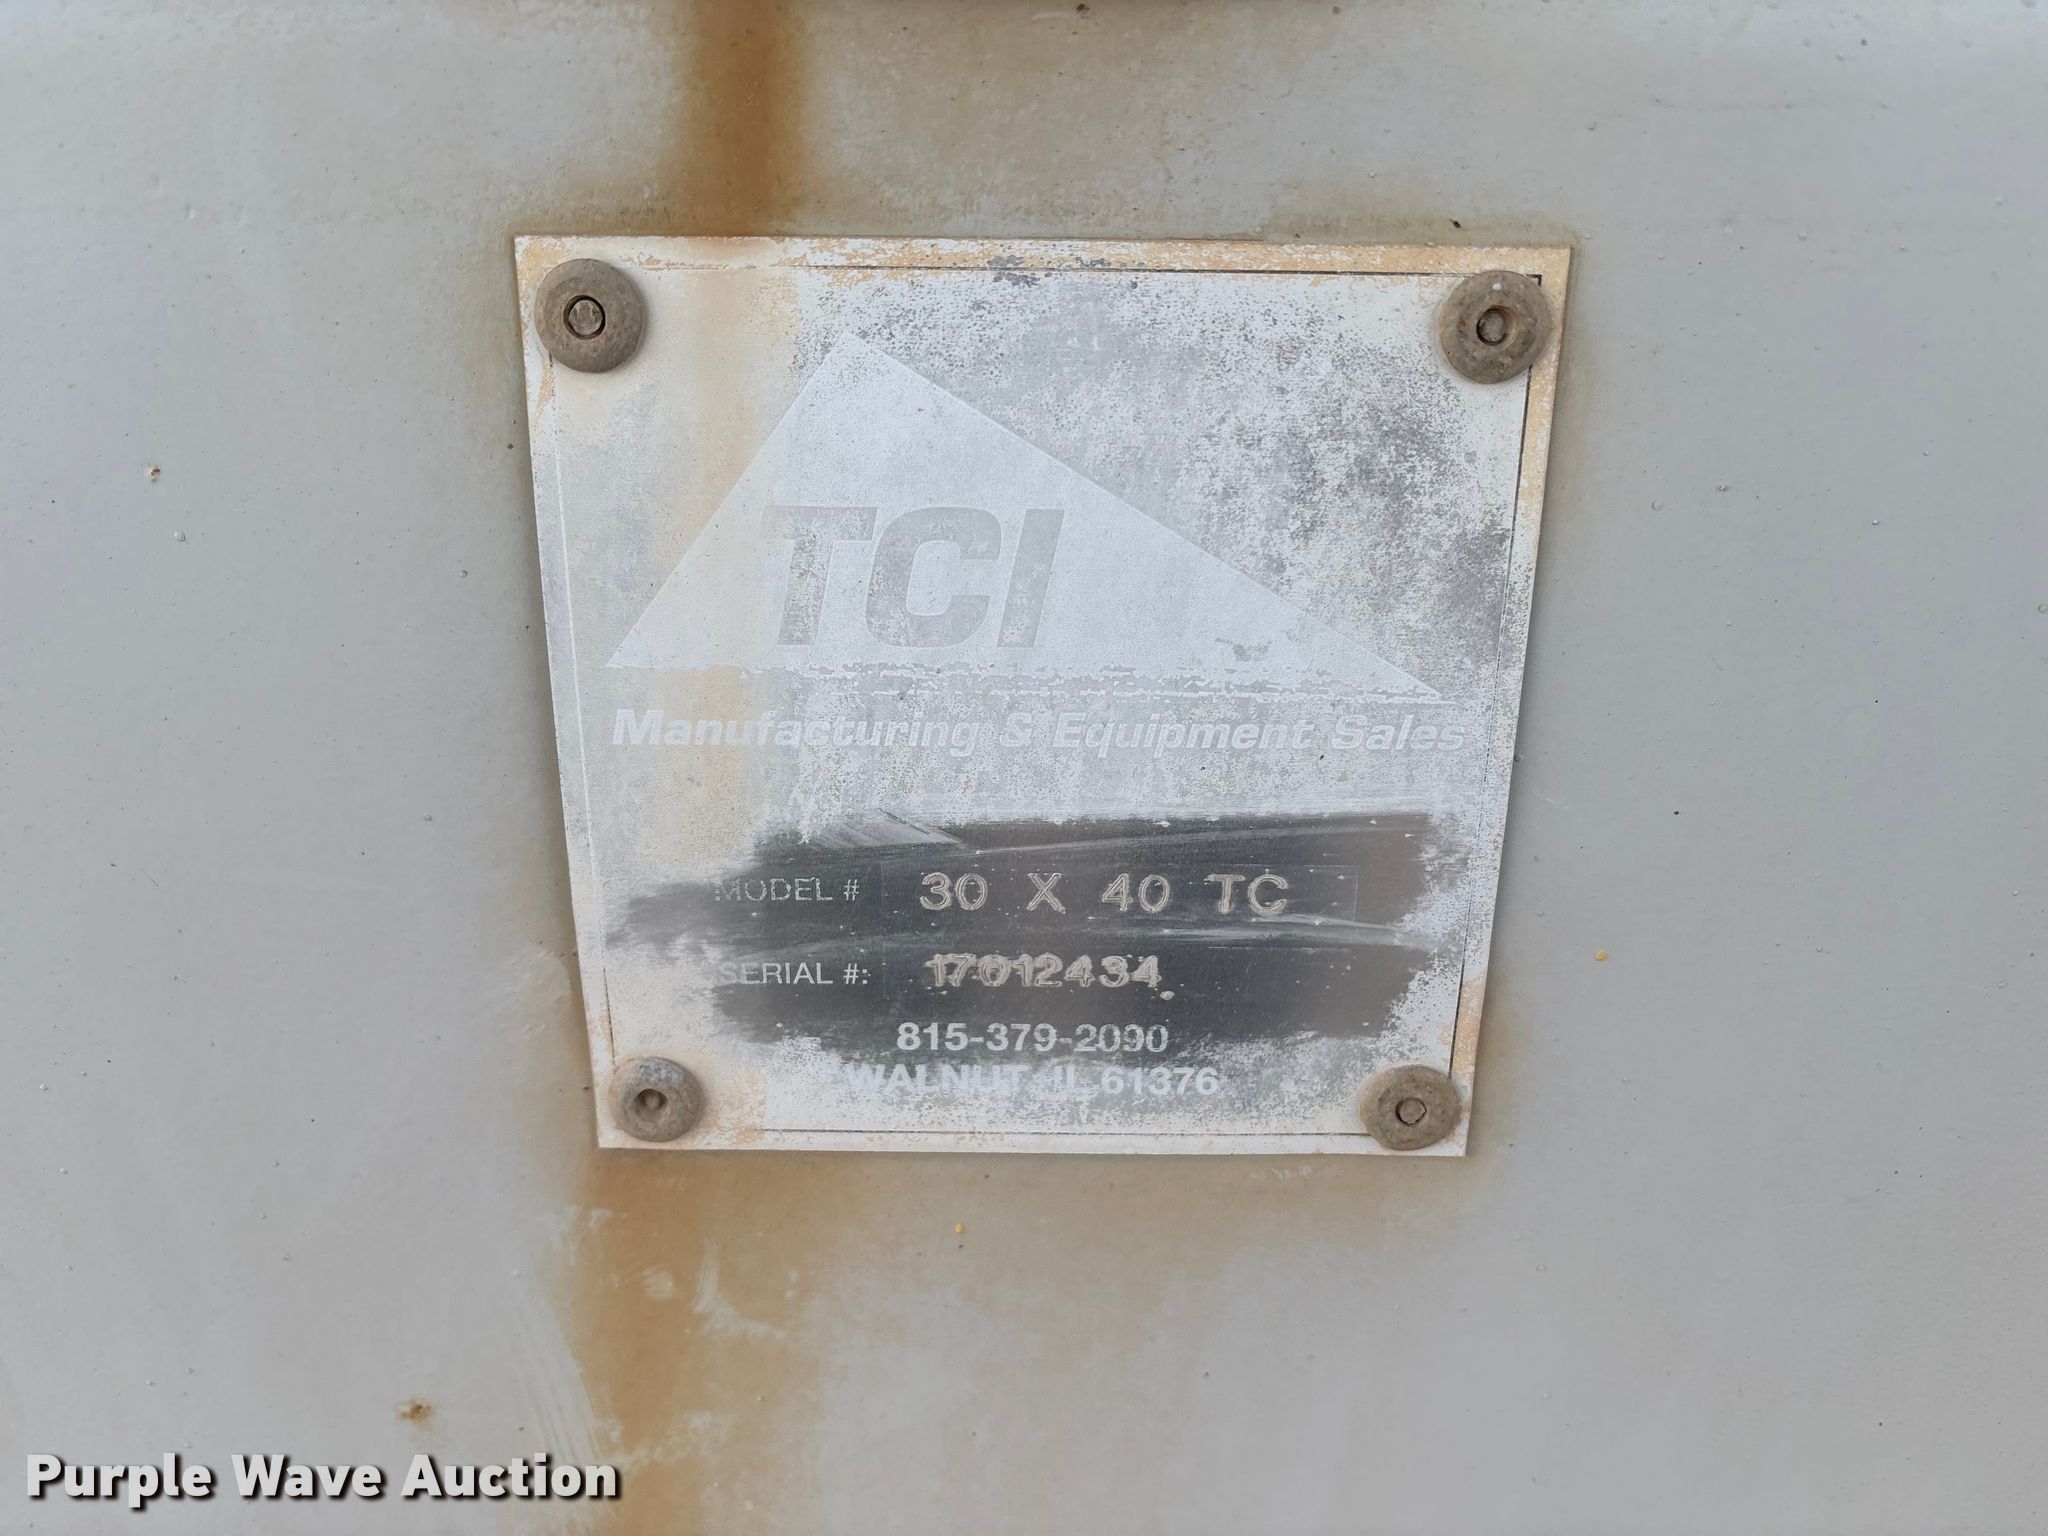 TCI
Manufacturing & Equipment Sales
MODEL # 30 X 40 TC
SERIAL #: 17012434
815-379-2090
WALNUT, IL 61376
Purple Wave Auction